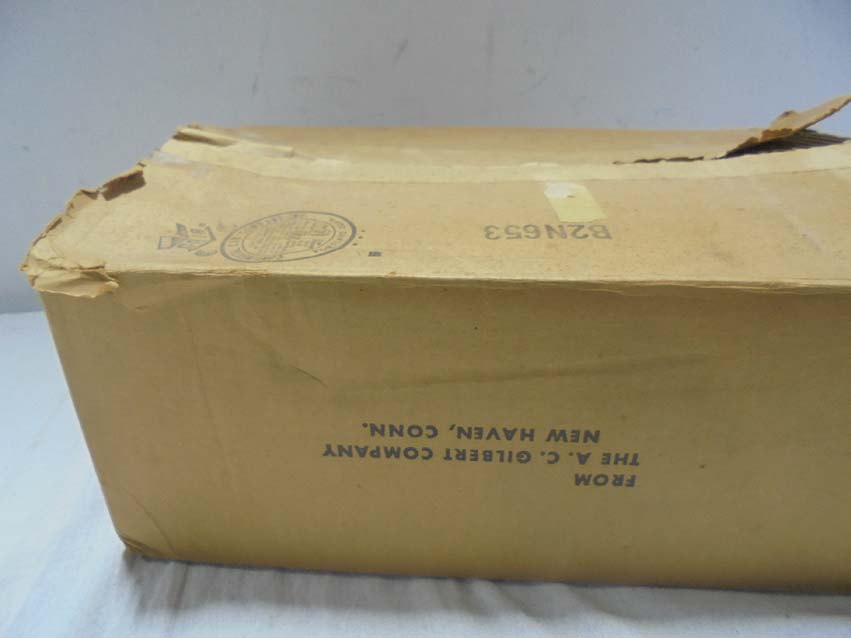 B2N653
FROM
THE A. C. GILBERT COMPANY
NEW HAVEN, CONN.